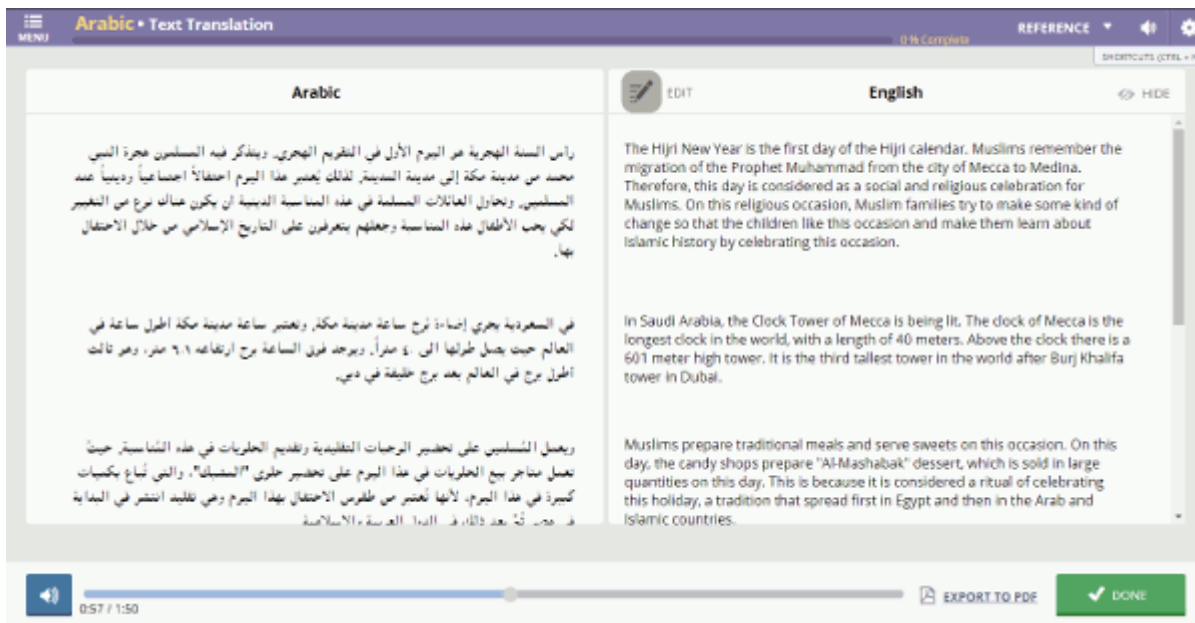 MENU
Arabic • Text Translation
0% Complete
REFERENCE
SHORTCUTS (CTRL +
Arabic
EDIT
English
HIDE
رأس السنة الهجرية هو اليوم الأول في التقويم الهجري. ويتذكر فيه المسلمون هجرة النبي
محمد من مدينة مكة إلى مدينة المدينة. لذلك يُعتبر هذا اليوم احتفالاً اجتماعياً ودينياً عند
المسلمين. وتحاول العائلات المسلمة في هذه المناسبة الدينية ان يكون هناك نوع من التغيير
لكي يحب الأطفال هذه المناسبة وجعلهم يتعرفون على التاريخ الإسلامي من خلال الاحتفال
بها.
في السعودية يجري إضاءة بُرج ساعة مدينة مكة. وتعتبر ساعة مدينة مكة أطول ساعة في
العالم حيث يصل طولها الى ٤٠ متراً. ويوجد فوق الساعة برج ارتفاعه ٦٠١ متر. وهو ثالث
أطول برج في العالم بعد برج خليفة في دبي.
ويعمل المُسلمين على تحضير الوجبات التقليدية وتقديم الحلويات في هذه المُناسبة. حيثُ
تعمل متاجر بيع الحلويات في هذا اليوم على تحضير حلوى "المشبك"، والتي تُباع بكميات
كبيرة في هذا اليوم، لأنها تُعتبر من طقوس الاحتفال بهذا اليوم وهي تقليد انتشر في البداية
في مصر ثُمّ بعد ذلك في الدول العربية والإسلامية
The Hijri New Year is the first day of the Hijri calendar. Muslims remember the
migration of the Prophet Muhammad from the city of Mecca to Medina.
Therefore, this day is considered as a social and religious celebration for
Muslims. On this religious occasion, Muslim families try to make some kind of
change so that the children like this occasion and make them learn about
Islamic history by celebrating this occasion.
In Saudi Arabia, the Clock Tower of Mecca is being lit. The clock of Mecca is the
longest clock in the world, with a length of 40 meters. Above the clock there is a
601 meter high tower. It is the third tallest tower in the world after Burj Khalifa
tower in Dubai.
Muslims prepare traditional meals and serve sweets on this occasion. On this
day, the candy shops prepare "Al-Mashabak" dessert, which is sold in large
quantities on this day. This is because it is considered a ritual of celebrating
this holiday, a tradition that spread first in Egypt and then in the Arab and
Islamic countries.
0:57 / 1:50
EXPORT TO PDF
DONE